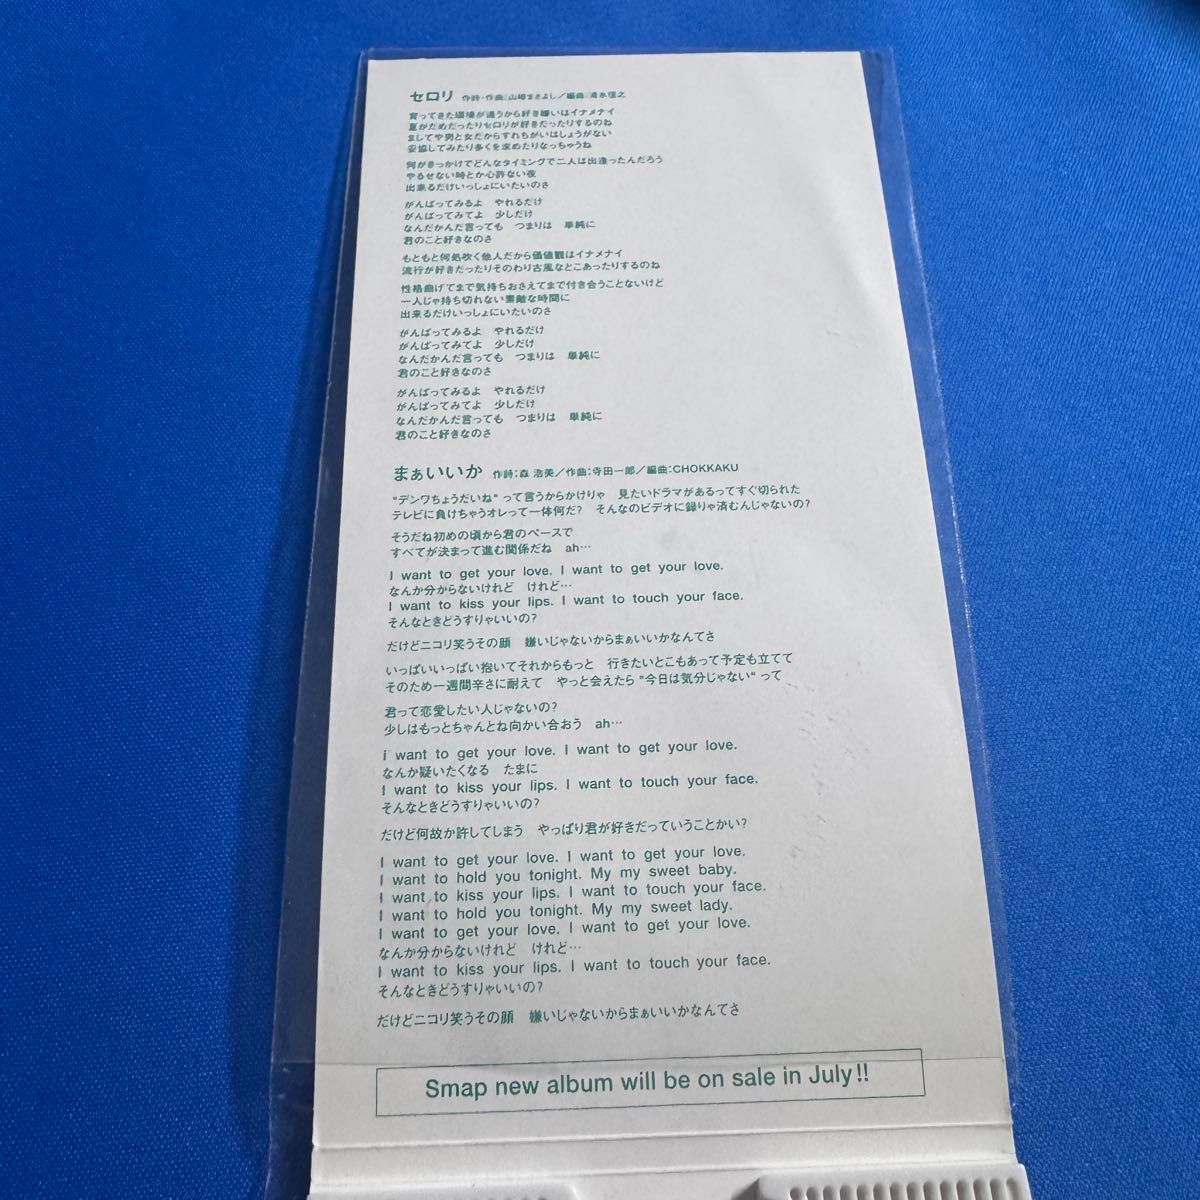 セロリ 作詩・作曲:山崎まさよし/編曲:清水信之
育ってきた環境が違うから好き嫌いはイナメナイ
夏がだめだったりセロリが好きだったりするのね
ましてや男と女だからすれちがいはしょうがない
妥協してみたり多くを求めたりなっちゃうね
何がきっかけでどんなタイミングで二人は出逢ったんだろう
やるせない時とか心許ない夜
出来るだけいっしょにいたいのさ
がんばってみるよ やれるだけ
がんばってみてよ 少しだけ
なんだかんだ言っても つまりは 単純に
君のこと好きなのさ
もともと何処吹く他人だから価値観はイナメナイ
流行が好きだったりそのわり古風なとこあったりするのね
性格曲げてまで気持ちおさえてまで付き合うことないけど
一人じゃ持ち切れない素敵な時間に
出来るだけいっしょにいたいのさ
がんばってみるよ やれるだけ
がんばってみてよ 少しだけ
なんだかんだ言っても つまりは 単純に
君のこと好きなのさ
がんばってみるよ やれるだけ
がんばってみてよ 少しだけ
なんだかんだ言っても つまりは 単純に
君のこと好きなのさ
まぁいいか 作詩:森 浩美/作曲:寺田一郎/編曲:CHOKKAKU
"デンワちょうだいね" って言うからかけりゃ 見たいドラマがあるってすぐ切られた
テレビに負けちゃうオレって一体何だ? そんなのビデオに録りゃ済むんじゃないの?
そうだね初めの頃から君のペースで
すべてが決まって進む関係だね ah…
I want to get your love. I want to get your love.
なんか分からないけれど けれど…
I want to kiss your lips. I want to touch your face.
そんなときどうすりゃいいの?
だけどニコリ笑うその顔 嫌いじゃないからまぁいいかなんてさ
いっぱいいっぱい抱いてそれからもっと 行きたいとこもあって予定も立てて
そのため一週間辛さに耐えて やっと会えたら "今日は気分じゃない" って
君って恋愛したい人じゃないの?
少しはもっとちゃんとね向かい合おう ah…
I want to get your love. I want to get your love.
なんか疑いたくなる たまに
I want to kiss your lips. I want to touch your face.
そんなときどうすりゃいいの?
だけど何故か許してしまう やっぱり君が好きだっていうことかい?
I want to get your love. I want to get your love.
I want to hold you tonight. My my sweet baby.
I want to kiss your lips. I want to touch your face.
I want to hold you tonight. My my sweet lady.
I want to get your love. I want to get your love.
なんか分からないけれど けれど…
I want to kiss your lips. I want to touch your face.
そんなときどうすりゃいいの?
だけどニコリ笑うその顔 嫌いじゃないからまぁいいかなんてさ
Smap new album will be on sale in July!!